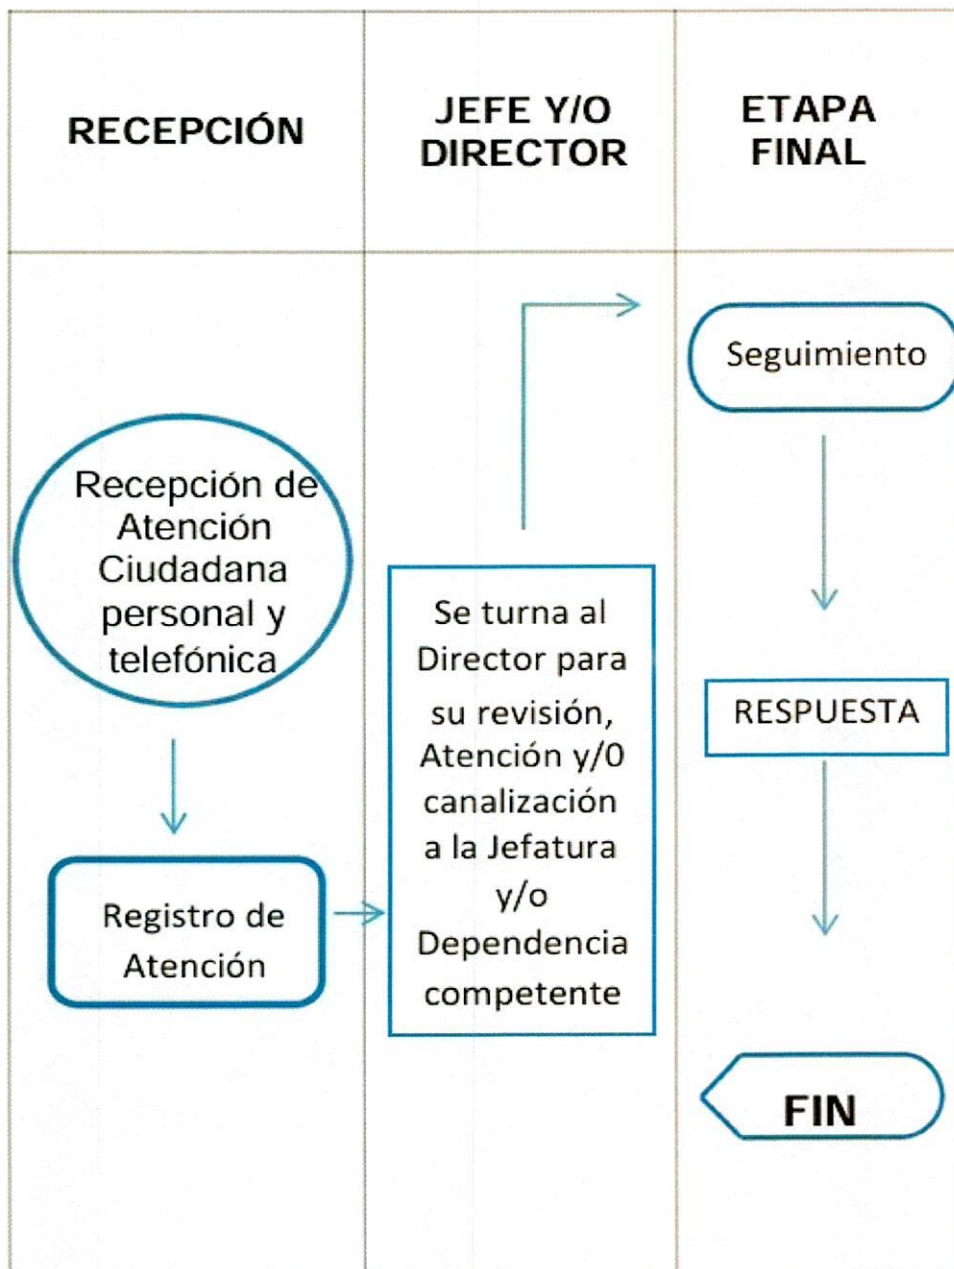 RECEPCIÓN
JEFE Y/O
DIRECTOR
ETAPA
FINAL
Recepción de
Atención
Ciudadana
personal y
telefónica
Registro de
Atención
Se turna al
Director para
su revisión,
Atención y/0
canalización
a la Jefatura
y/o
Dependencia
competente
Seguimiento
RESPUESTA
FIN